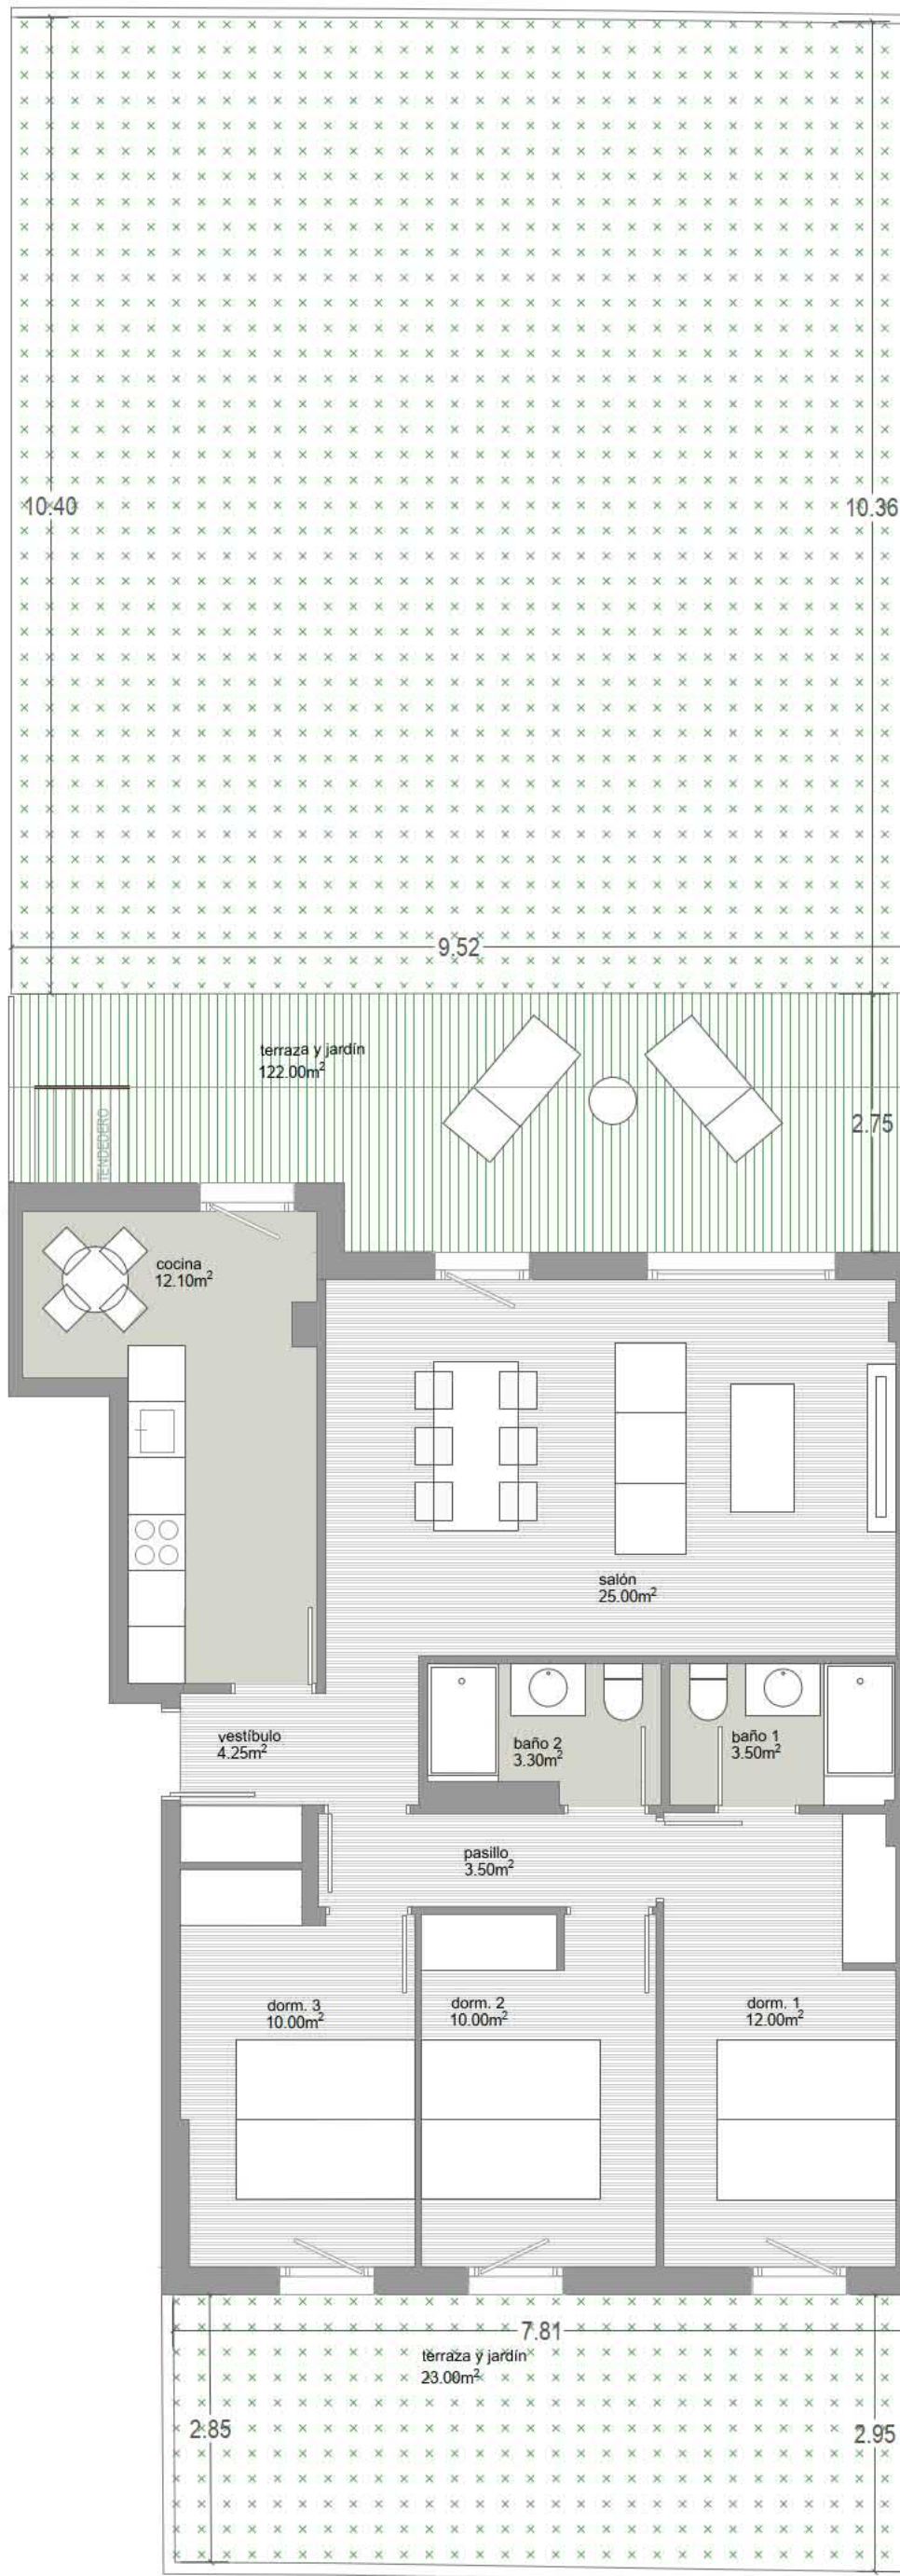 10.40
10.36
9.52
terraza y jardín
122.00m²
TENDEDERO
2.75
cocina
12.10m²
salón
25.00m²
vestíbulo
4.25m²
baño 2
3.30m²
baño 1
3.50m²
pasillo
3.50m²
dorm. 3
10.00m²
dorm. 2
10.00m²
dorm. 1
12.00m²
7.81
terraza y jardín
23.00m²
2.85
2.95